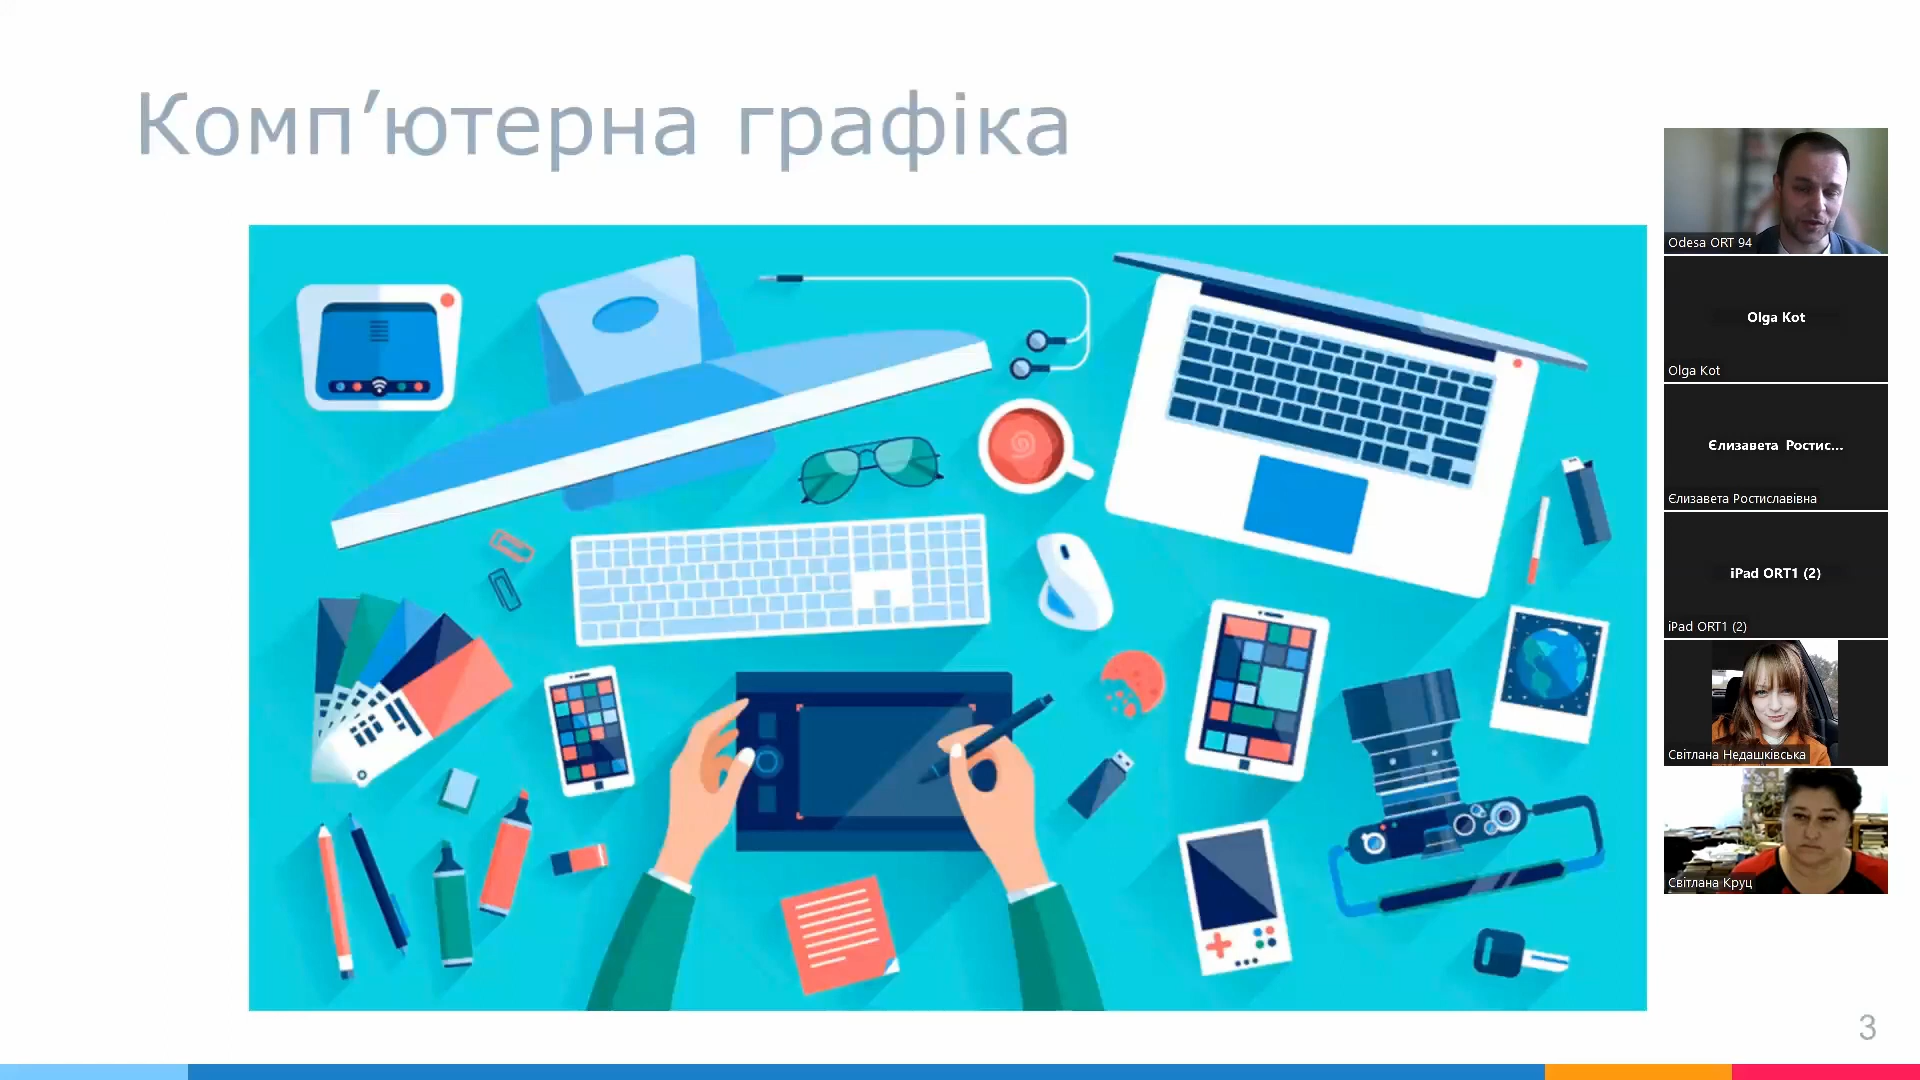 Комп’ютерна графіка
Odesa ORT 94
Olga Kot
Olga Kot
Єлизавета Ростис...
Єлизавета Ростиславівна
iPad ORT1 (2)
iPad ORT1 (2)
Світлана Недашківська
Світлана Круц
3